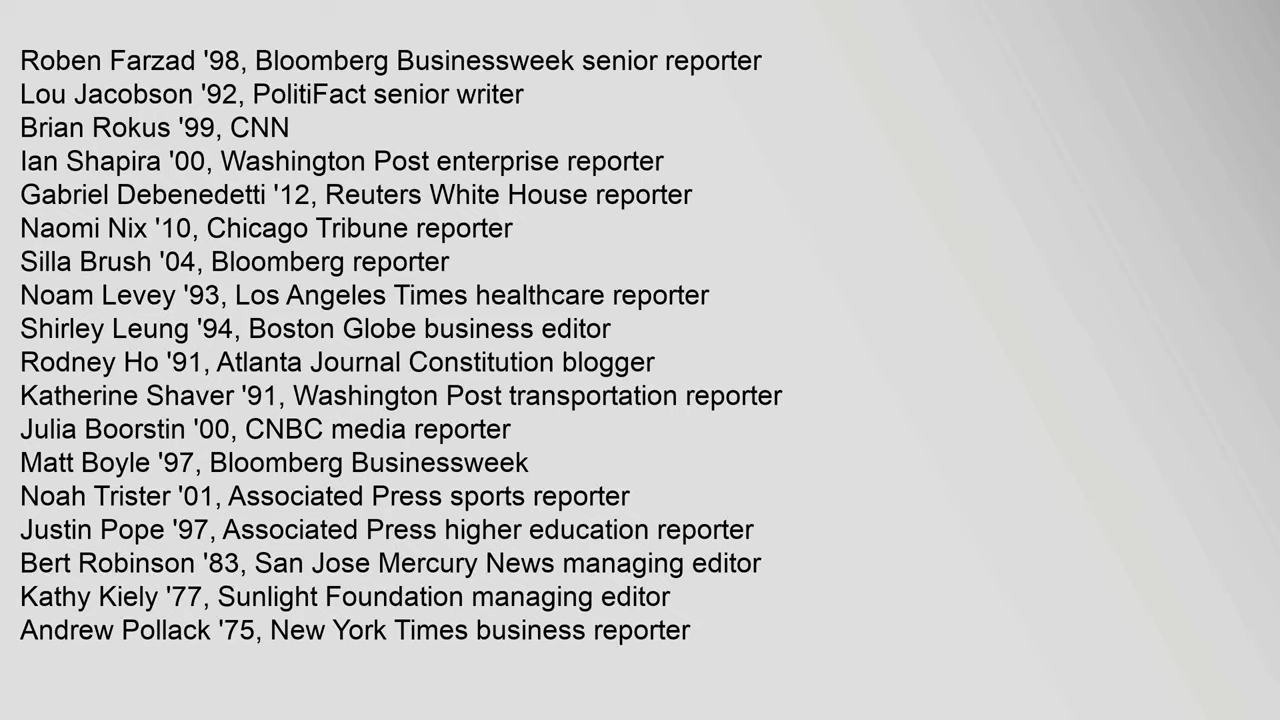 Roben Farzad '98, Bloomberg Businessweek senior reporter
Lou Jacobson '92, PolitiFact senior writer
Brian Rokus '99, CNN
Ian Shapira '00, Washington Post enterprise reporter
Gabriel Debenedetti '12, Reuters White House reporter
Naomi Nix '10, Chicago Tribune reporter
Silla Brush '04, Bloomberg reporter
Noam Levey '93, Los Angeles Times healthcare reporter
Shirley Leung '94, Boston Globe business editor
Rodney Ho '91, Atlanta Journal Constitution blogger
Katherine Shaver '91, Washington Post transportation reporter
Julia Boorstin '00, CNBC media reporter
Matt Boyle '97, Bloomberg Businessweek
Noah Trister '01, Associated Press sports reporter
Justin Pope '97, Associated Press higher education reporter
Bert Robinson '83, San Jose Mercury News managing editor
Kathy Kiely '77, Sunlight Foundation managing editor
Andrew Pollack '75, New York Times business reporter